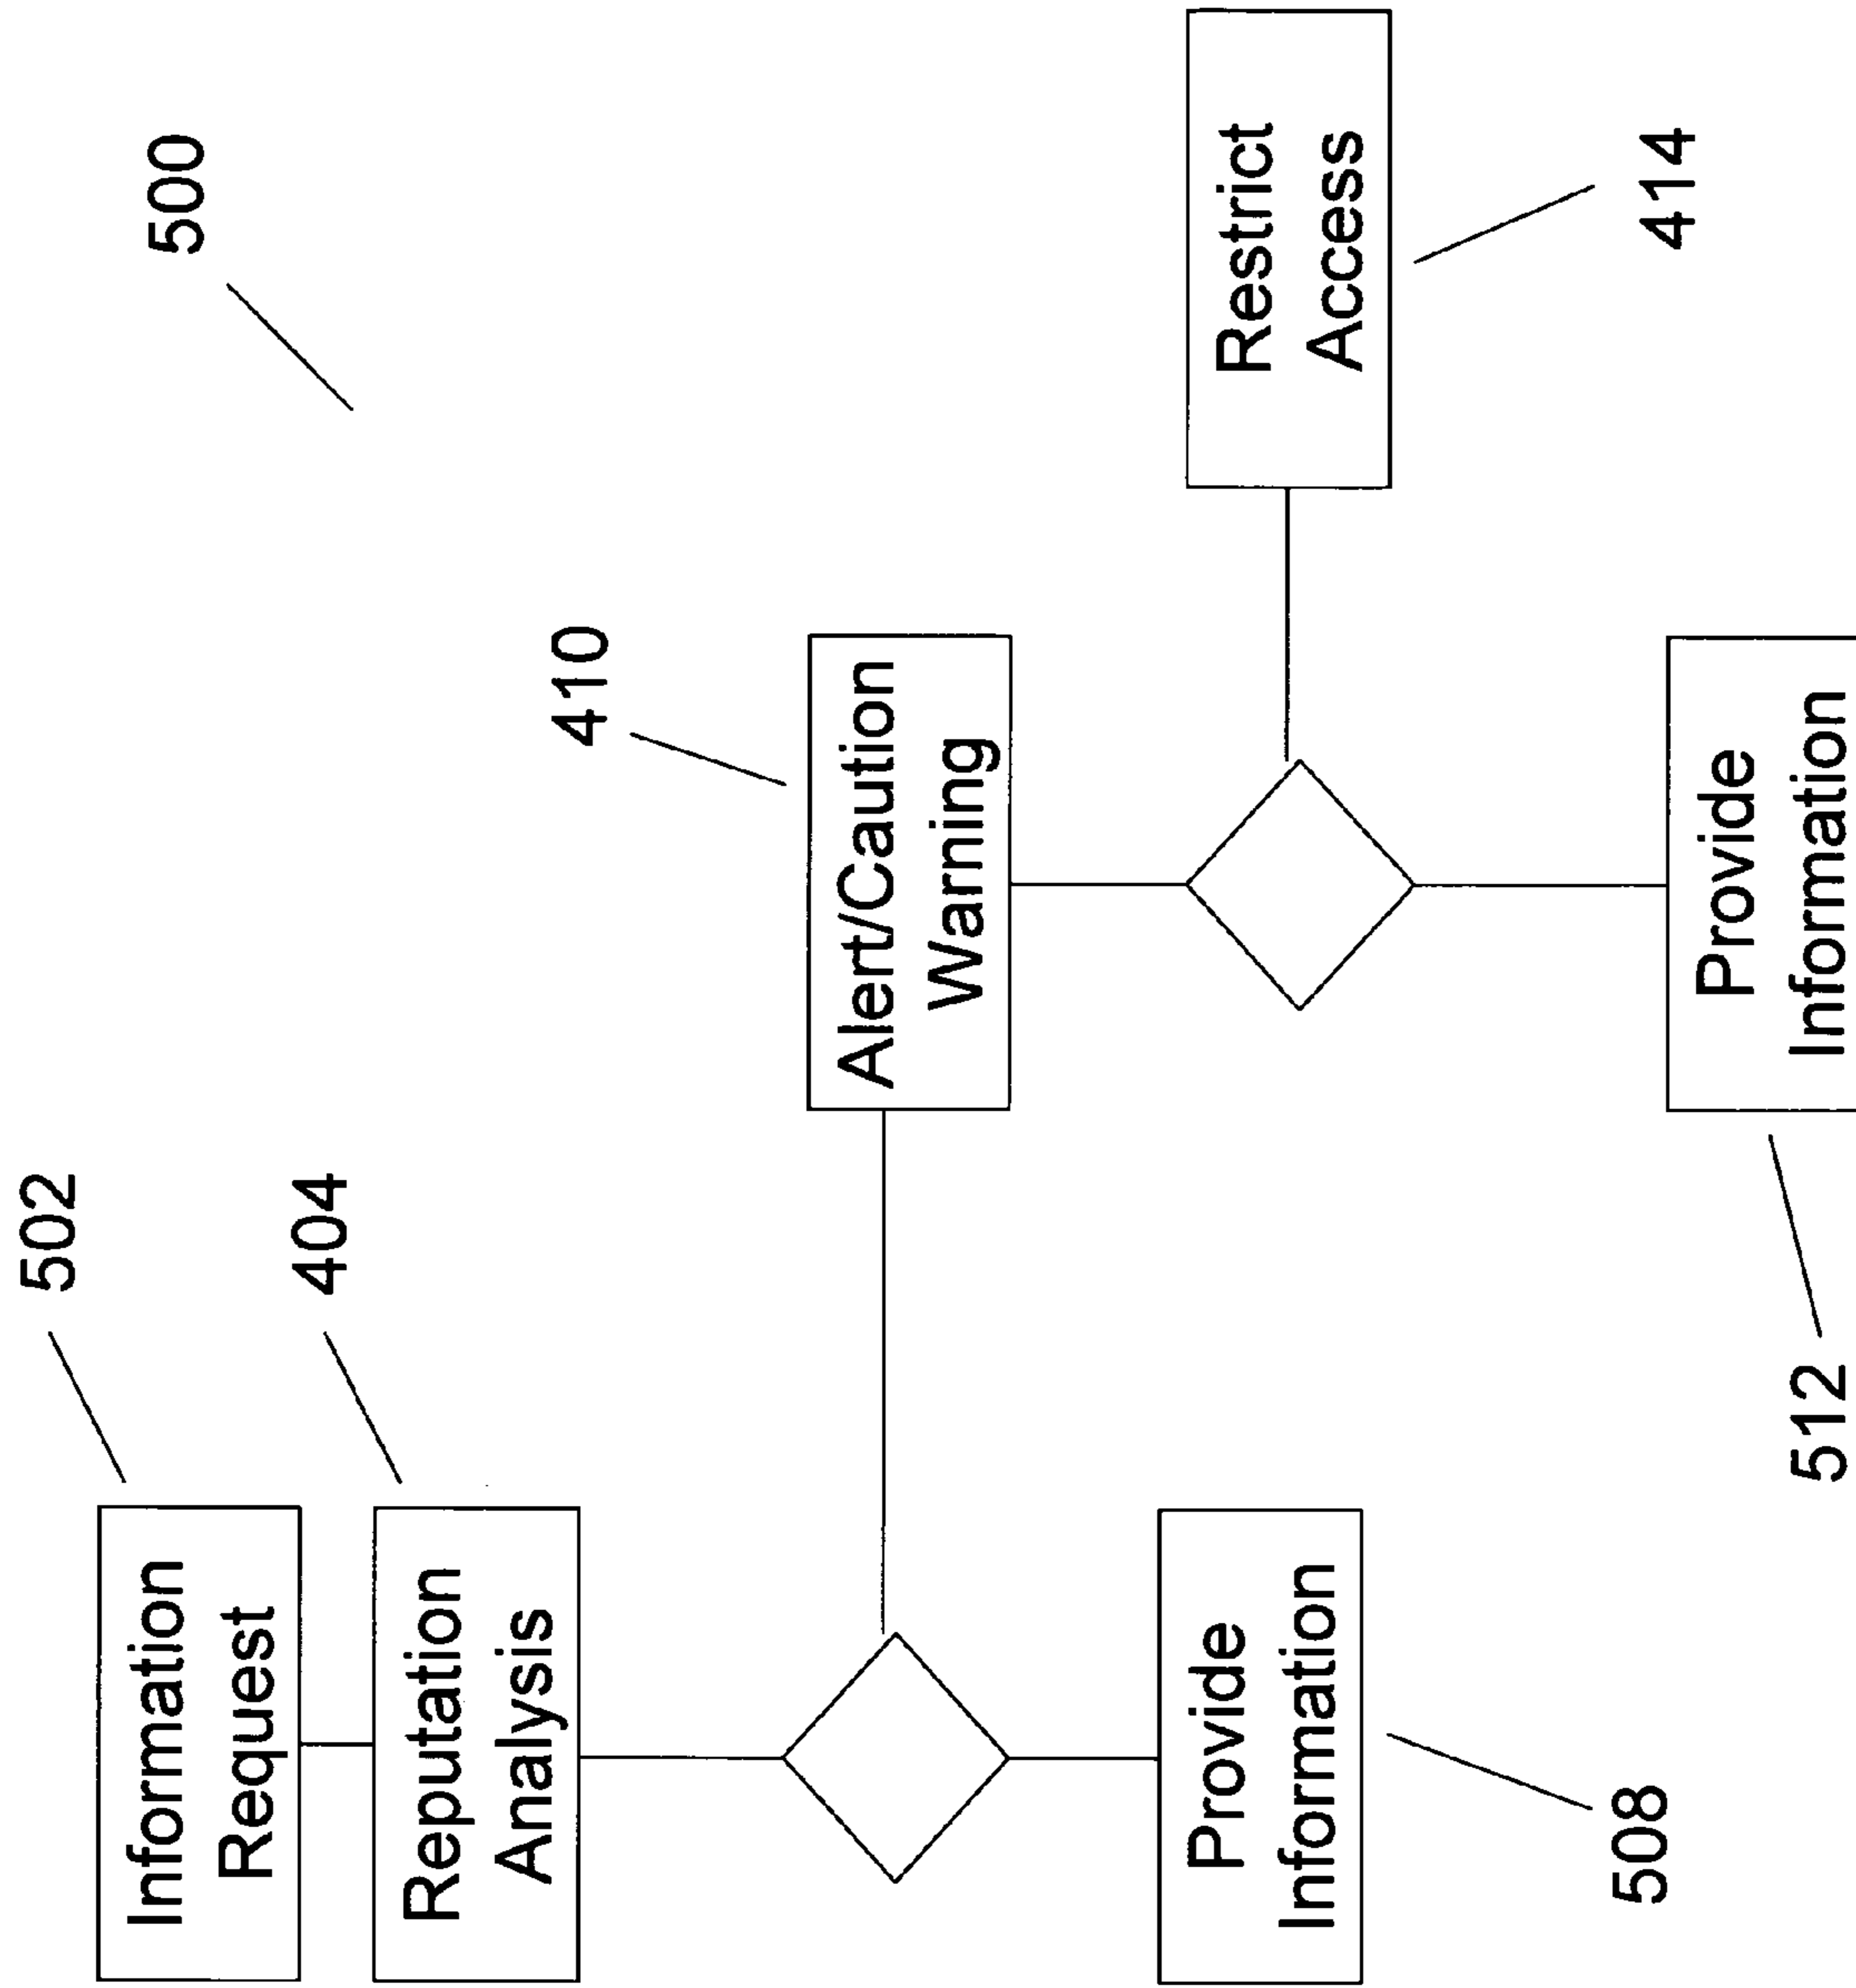 500
502
Information
Request
404
Reputation
Analysis
410
Alert/Caution
Warning
Provide
Information
508
Restrict
Access
414
Provide
Information
512